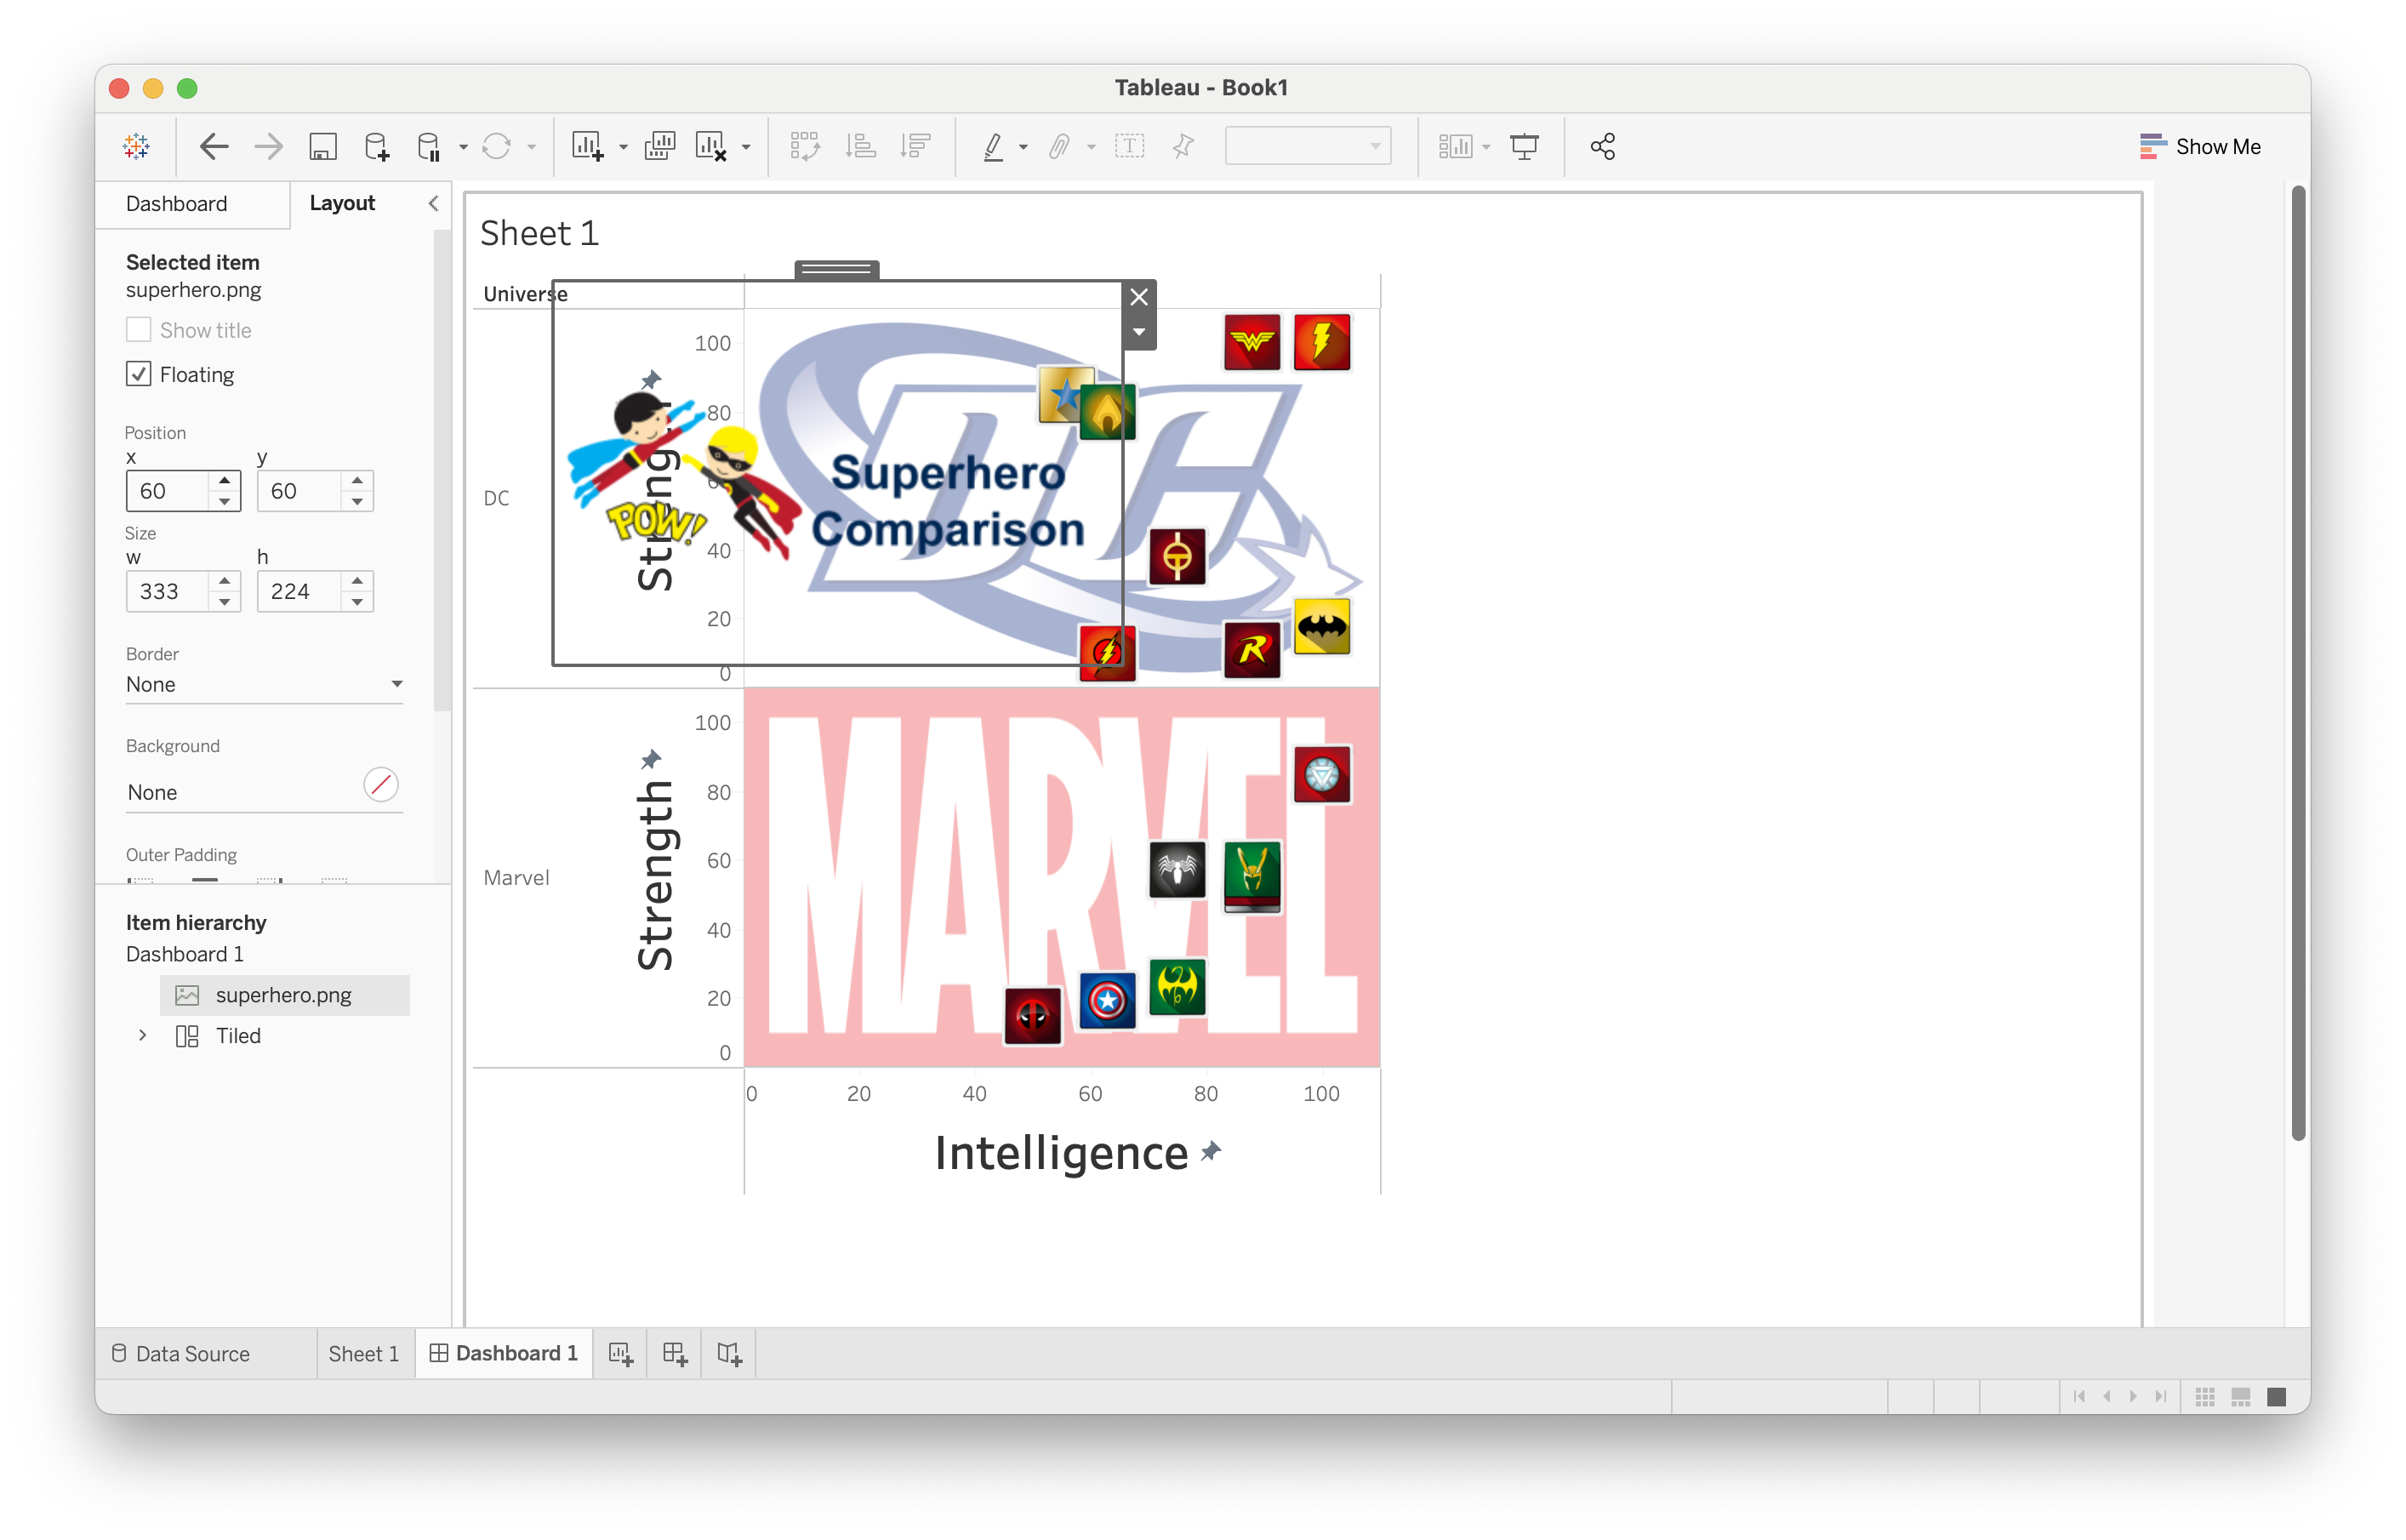 Tableau - Book1
Show Me
Dashboard
Layout
Selected item
superhero.png
Show title
Floating
Position
x
y
60
60
Size
w
h
333
224
Border
None
Background
None
Outer Padding
Item hierarchy
Dashboard 1
superhero.png
Tiled
Sheet 1
Universe
DC
Strength
100
80
60
40
20
0
POW!
Superhero
Comparison
Marvel
Strength
100
80
60
40
20
0
MARVEL
0
20
40
60
80
100
Intelligence
Data Source
Sheet 1
Dashboard 1